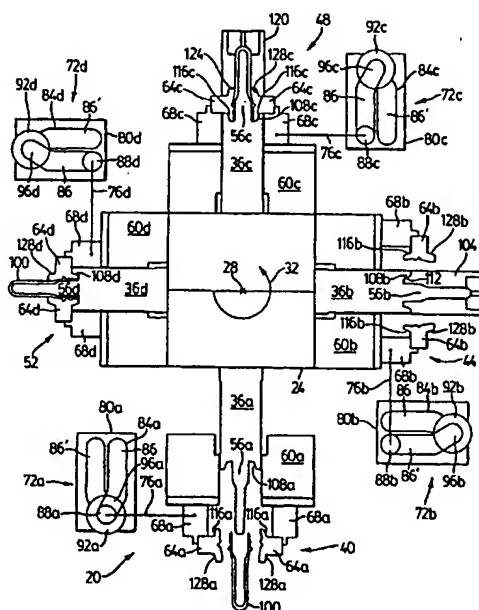 120
48
92c
124
128c
116c
116c
96c
84c
92d
72d
64c
64c
86
86'
72c
84d
86'
68c
108c
68c
80d
56c
80c
88d
36c
76c
88c
96d
86
76d
60c
64d
68d
60d
68b
64b
128b
128d
116b
104
100
108d
28
32
108b
112
56d
36d
36b
56b
64d
116b
128b
68d
60b
64b
52
24
68b
44
80a
84a
36a
76b
80b
86
84b
92b
86'
86
56a
60a
72a
96a
76a
108a
88a
116a
116a
88b
86'
96b
92a
68a
68a
72b
64a
64a
20
128a
128a
40
100